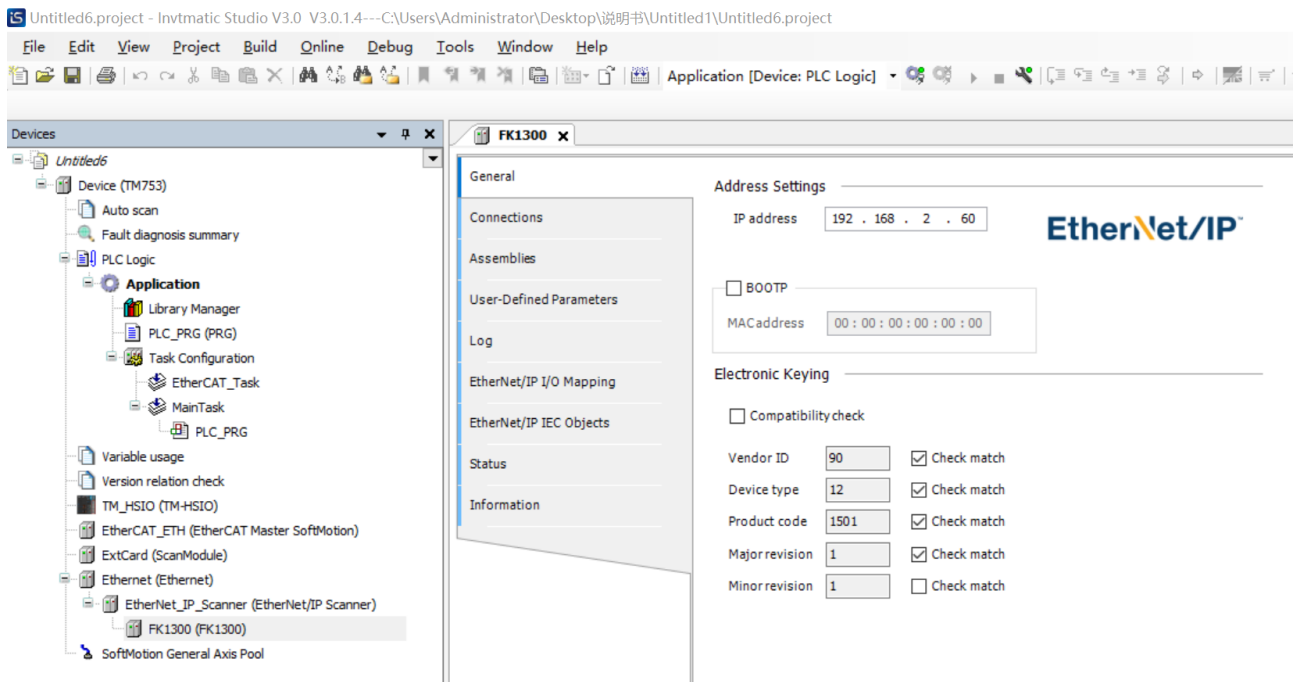 Untitled6.project - Invtmatic Studio V3.0  V3.0.1.4---C:\Users\Administrator\Desktop\说明书\Untitled1\Untitled6.project
File Edit View Project Build Online Debug Tools Window Help
Application [Device: PLC Logic]
Devices
Untitled6
Device (TM753)
Auto scan
Fault diagnosis summary
PLC Logic
Application
Library Manager
PLC_PRG (PRG)
Task Configuration
EtherCAT_Task
MainTask
PLC_PRG
Variable usage
Version relation check
TM_HSIO (TM-HSIO)
EtherCAT_ETH (EtherCAT Master SoftMotion)
ExtCard (ScanModule)
Ethernet (Ethernet)
EtherNet_IP_Scanner (EtherNet/IP Scanner)
FK1300 (FK1300)
SoftMotion General Axis Pool
FK1300
General
Connections
Assemblies
User-Defined Parameters
Log
EtherNet/IP I/O Mapping
EtherNet/IP IEC Objects
Status
Information
Address Settings
IP address 192 . 168 . 2 . 60
EtherNet/IP™
BOOTP
MAC address 00 : 00 : 00 : 00 : 00 : 00
Electronic Keying
Compatibility check
Vendor ID 90 Check match
Device type 12 Check match
Product code 1501 Check match
Major revision 1 Check match
Minor revision 1 Check match